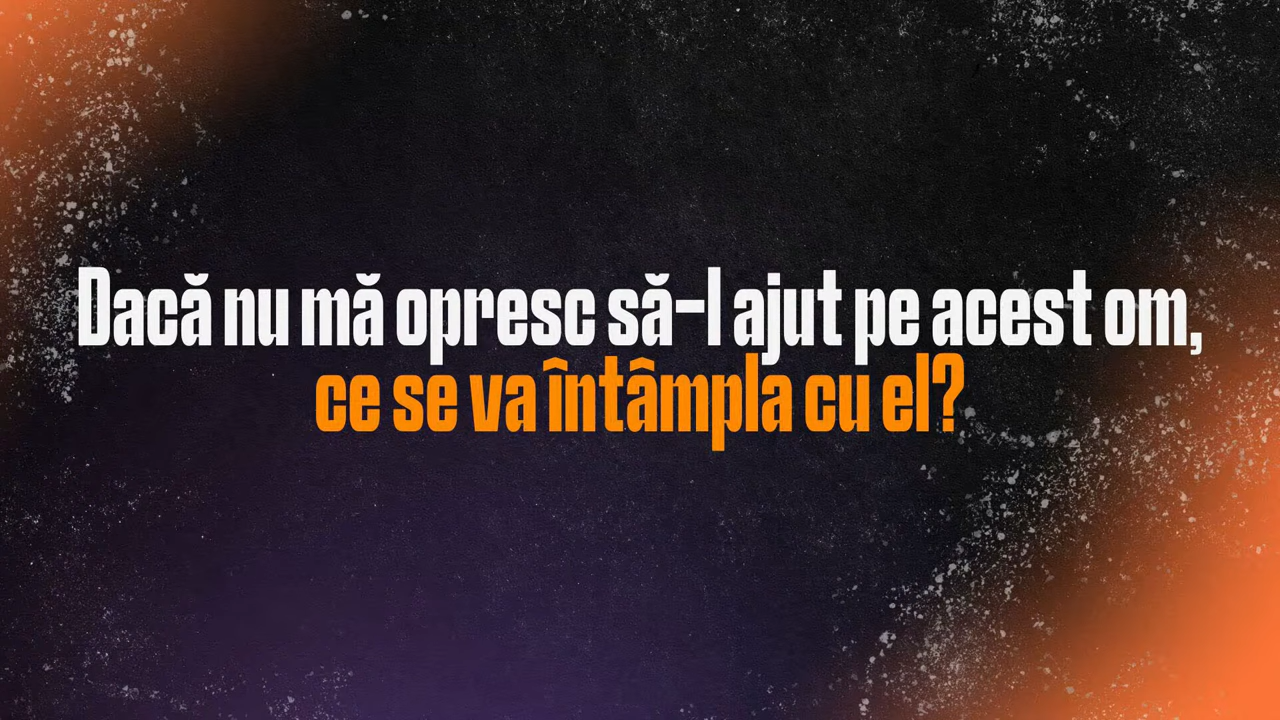 Dacă nu mă opresc să-l ajut pe acest om,
ce se va întâmpla cu el?